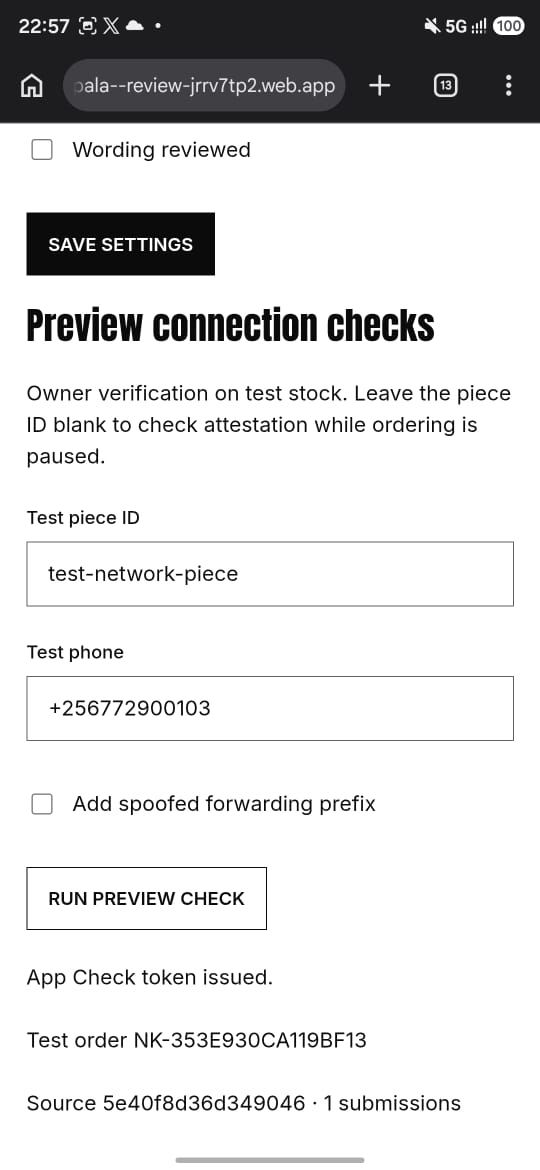 22:57
5G 100
pala--review-jrrv7tp2.web.app
13
Wording reviewed
SAVE SETTINGS
Preview connection checks
Owner verification on test stock. Leave the piece
ID blank to check attestation while ordering is
paused.
Test piece ID
test-network-piece
Test phone
+256772900103
Add spoofed forwarding prefix
RUN PREVIEW CHECK
App Check token issued.
Test order NK-353E930CA119BF13
Source 5e40f8d36d349046 · 1 submissions